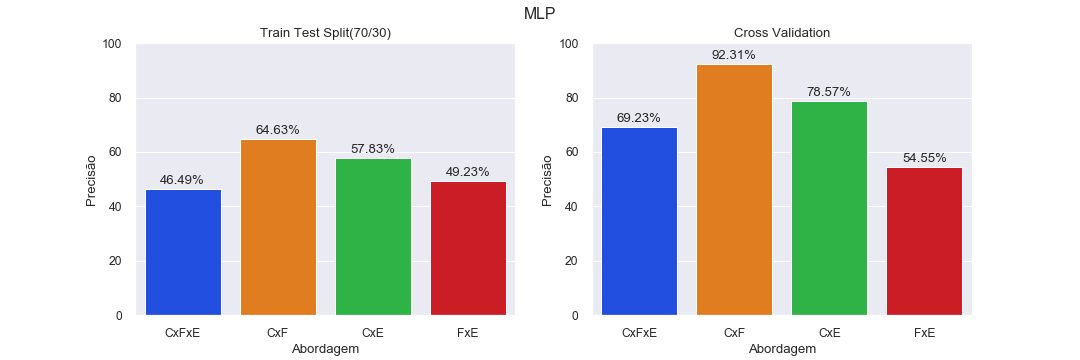 MLP
Train Test Split(70/30)
100
80
60
40
20
0
Precisão
46.49%
64.63%
57.83%
49.23%
CxFxE
CxF
CxE
FxE
Abordagem
Cross Validation
100
80
60
40
20
0
Precisão
69.23%
92.31%
78.57%
54.55%
CxFxE
CxF
CxE
FxE
Abordagem